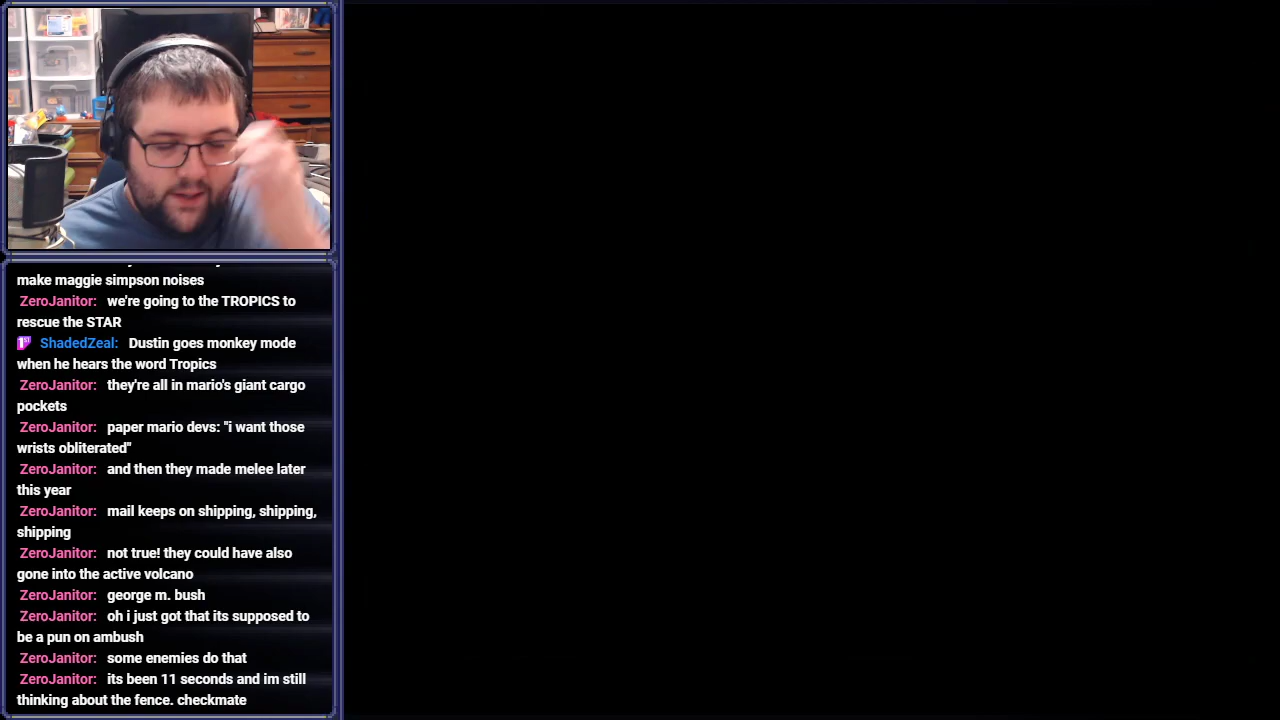 make maggie simpson noises
ZeroJanitor: we're going to the TROPICS to
rescue the STAR
ShadedZeal: Dustin goes monkey mode
when he hears the word Tropics
ZeroJanitor: they're all in mario's giant cargo
pockets
ZeroJanitor: paper mario devs: "i want those
wrists obliterated"
ZeroJanitor: and then they made melee later
this year
ZeroJanitor: mail keeps on shipping, shipping,
shipping
ZeroJanitor: not true! they could have also
gone into the active volcano
ZeroJanitor: george m. bush
ZeroJanitor: oh i just got that its supposed to
be a pun on ambush
ZeroJanitor: some enemies do that
ZeroJanitor: its been 11 seconds and im still
thinking about the fence. checkmate